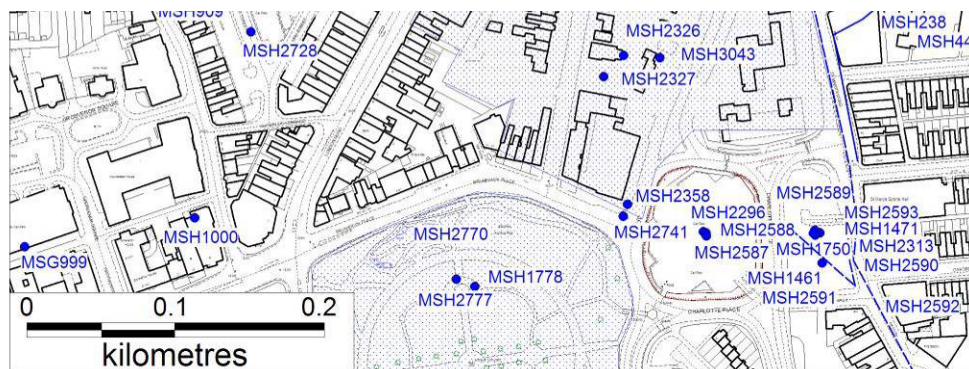 MSH909
MSH2728
MSH2326
MSH3043
MSH2327
MSH238
MSH44
MSH2358
MSH2741
MSH2589
MSH2593
MSH1471
MSH2313
MSH2590
MSH2296
MSH2588
MSH2587
MSH1750
MSH1461
MSH2591
MSH2592
MSH1000
MSG999
MSH2770
MSH1778
MSH2777
CHARLOTTE PLACE
0 0.1 0.2
kilometres